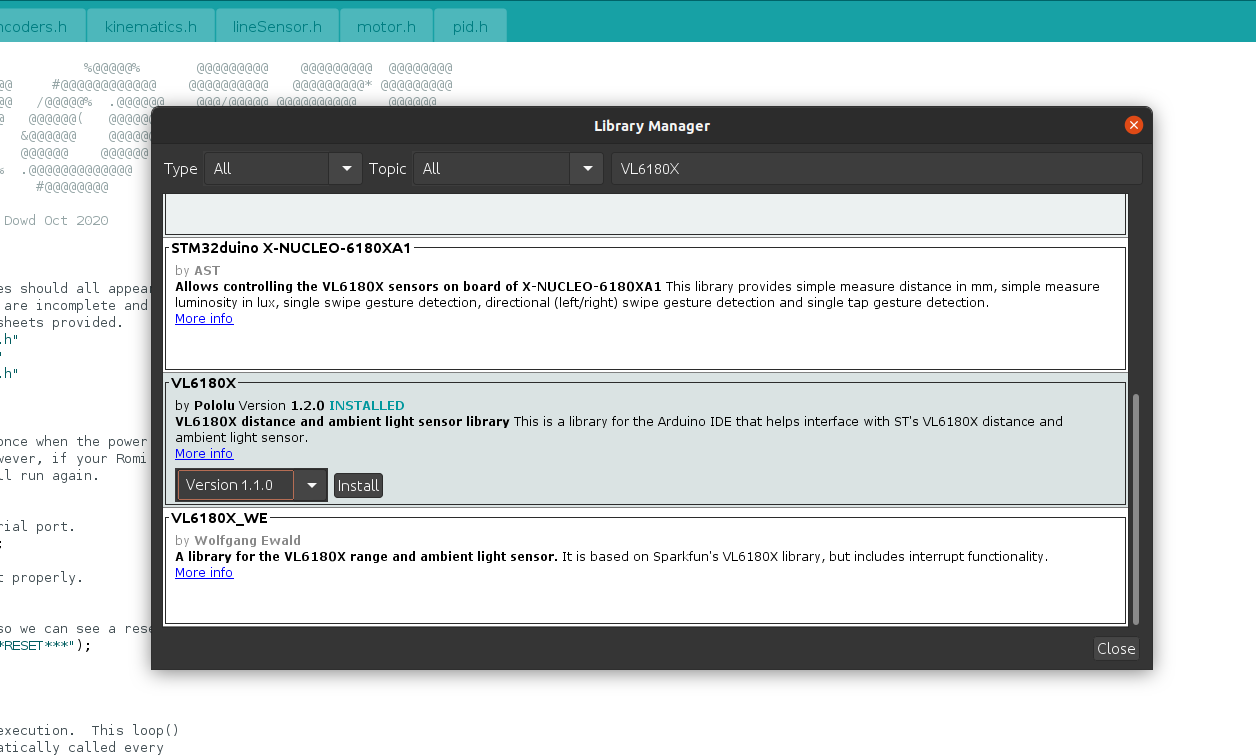 ncoders.h kinematics.h lineSensor.h motor.h pid.h
%@@@@@% @@@@@@@@@ @@@@@@@@@ @@@@@@@@
@@ #@@@@@@@@@@@@ @@@@@@@@@@ @@@@@@@@@* @@@@@@@@@
@@ /@@@@@% .@@@@@@ @@@/@@@@@ @@@@@@@@@@ @@@@@@
@ @@@@@@( @@@@@@
&@@@@@@ @@@@@
@@@@@@ @@@@@@
% .@@@@@@@@@@@@@
#@@@@@@@@
Dowd Oct 2020
es should all appear
are incomplete and
sheets provided.
.h"
"
.h"
once when the power
wever, if your Romi
ll run again.
rial port.
;
t properly.
so we can see a rese
*RESET***");
execution. This loop()
atically called every
Library Manager
Type All Topic All VL6180X
STM32duino X-NUCLEO-6180XA1
by AST
Allows controlling the VL6180X sensors on board of X-NUCLEO-6180XA1 This library provides simple measure distance in mm, simple measure
luminosity in lux, single swipe gesture detection, directional (left/right) swipe gesture detection and single tap gesture detection.
More info
VL6180X
by Pololu Version 1.2.0 INSTALLED
VL6180X distance and ambient light sensor library This is a library for the Arduino IDE that helps interface with ST's VL6180X distance and
ambient light sensor.
More info
Version 1.1.0 Install
VL6180X_WE
by Wolfgang Ewald
A library for the VL6180X range and ambient light sensor. It is based on Sparkfun's VL6180X library, but includes interrupt functionality.
More info
Close